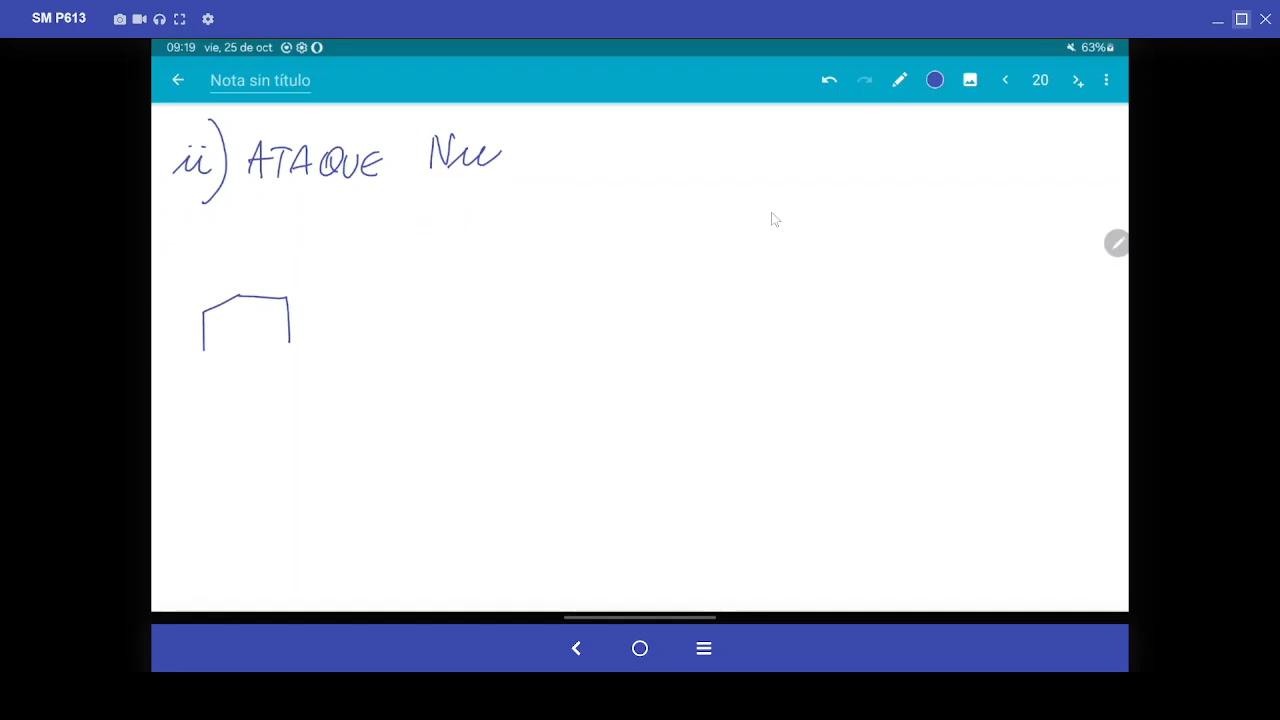 SM P613
09:19 vie, 25 de oct 63%
Nota sin título 20
ii) ATAQUE Nu